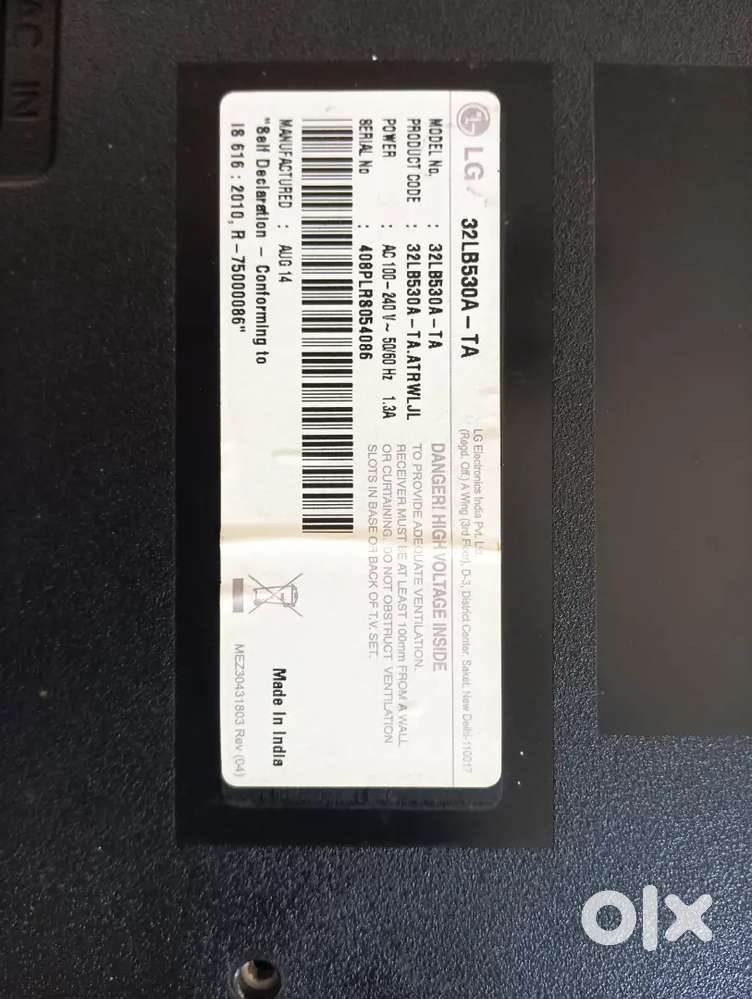 AC IN
LG
32LB530A-TA
LG Electronics India Pvt. Ltd.
(Regd. Off.) A Wing (3rd Floor), D-3, District Center, Saket, New Delhi-110017
MODEL No. : 32LB530A-TA
PRODUCT CODE : 32LB530A-TA.ATRWLJL
POWER : AC 100-240 V~ 50/60 Hz 1.3A
SERIAL No : 408PLR8054086
DANGER! HIGH VOLTAGE INSIDE
TO PROVIDE ADEQUATE VENTILATION.
RECEIVER MUST BE AT LEAST 100mm FROM A WALL
OR CURTAINING. DO NOT OBSTRUCT VENTILATION
SLOTS IN BASE OR BACK OF T.V. SET.
MANUFACTURED : AUG 14
"Self Declaration - Conforming to
IS 616 : 2010, R-75000086"
Made In India
MEZ30431803 Rev (04)
olx